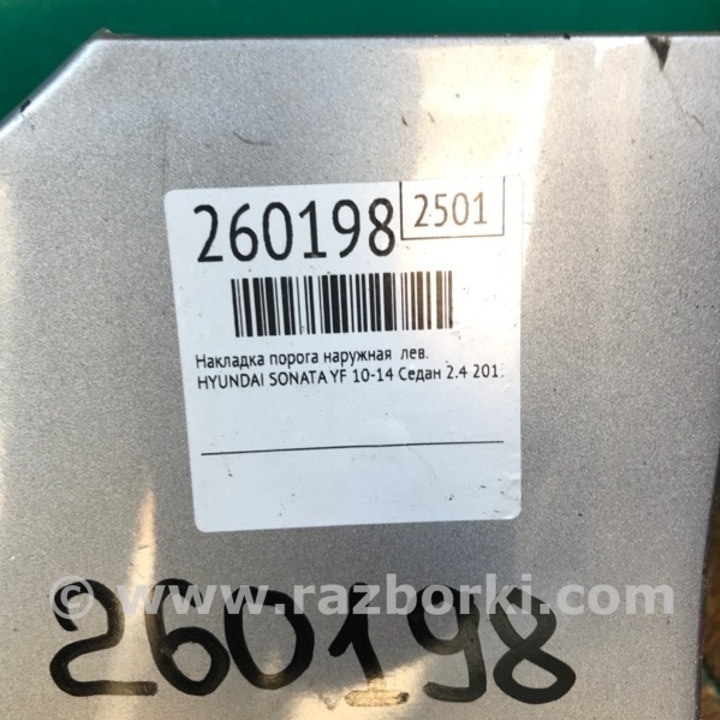 260198 2501
Накладка порога наружная лев.
HYUNDAI SONATA YF 10-14 Седан 2.4 201
© www.razborki.com
260198